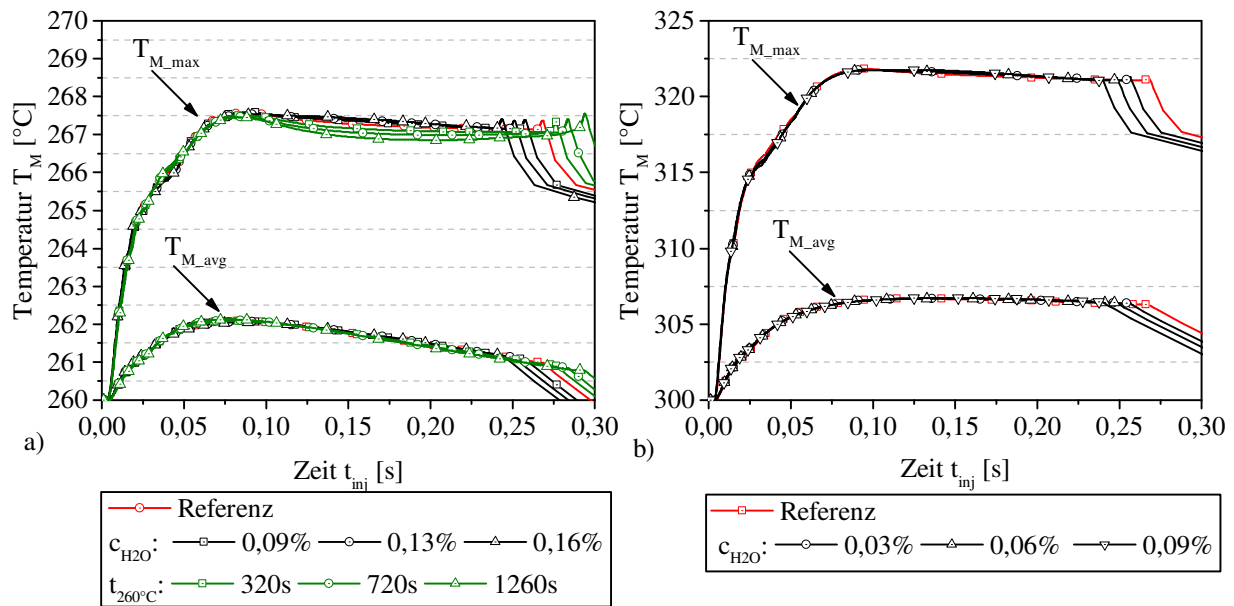 270
269
268
267
266
265
264
263
262
261
260
Temperatur T_M [°C]
T_M_max
T_M_avg
0,00 0,05 0,10 0,15 0,20 0,25 0,30
a)
Zeit t_inj [s]
Referenz
c_H2O: 0,09% 0,13% 0,16%
t_260°C: 320s 720s 1260s
325
320
315
310
305
300
Temperatur T_M [°C]
T_M_max
T_M_avg
0,00 0,05 0,10 0,15 0,20 0,25 0,30
b)
Zeit t_inj [s]
Referenz
c_H2O: 0,03% 0,06% 0,09%